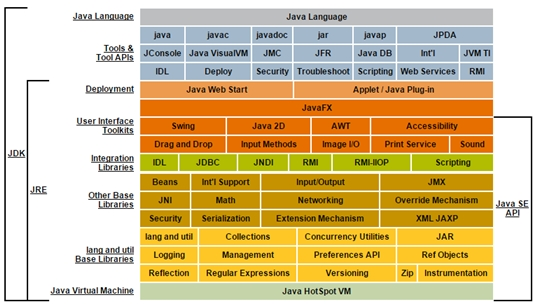 Java Language Java Language
java javac javadoc jar javap JPDA
Tools & Tool APIs JConsole Java VisualVM JMC JFR Java DB Int'l JVM TI
IDL Deploy Security Troubleshoot Scripting Web Services RMI
Deployment Java Web Start Applet / Java Plug-in
JavaFX
User Interface Toolkits Swing Java 2D AWT Accessibility
Drag and Drop Input Methods Image I/O Print Service Sound
Integration Libraries IDL JDBC JNDI RMI RMI-IIOP Scripting
JDK JRE
Beans Int'l Support Input/Output JMX
Other Base Libraries JNI Math Networking Override Mechanism
Java SE API
Security Serialization Extension Mechanism XML JAXP
lang and util Collections Concurrency Utilities JAR
lang and util Base Libraries Logging Management Preferences API Ref Objects
Reflection Regular Expressions Versioning Zip Instrumentation
Java Virtual Machine Java HotSpot VM